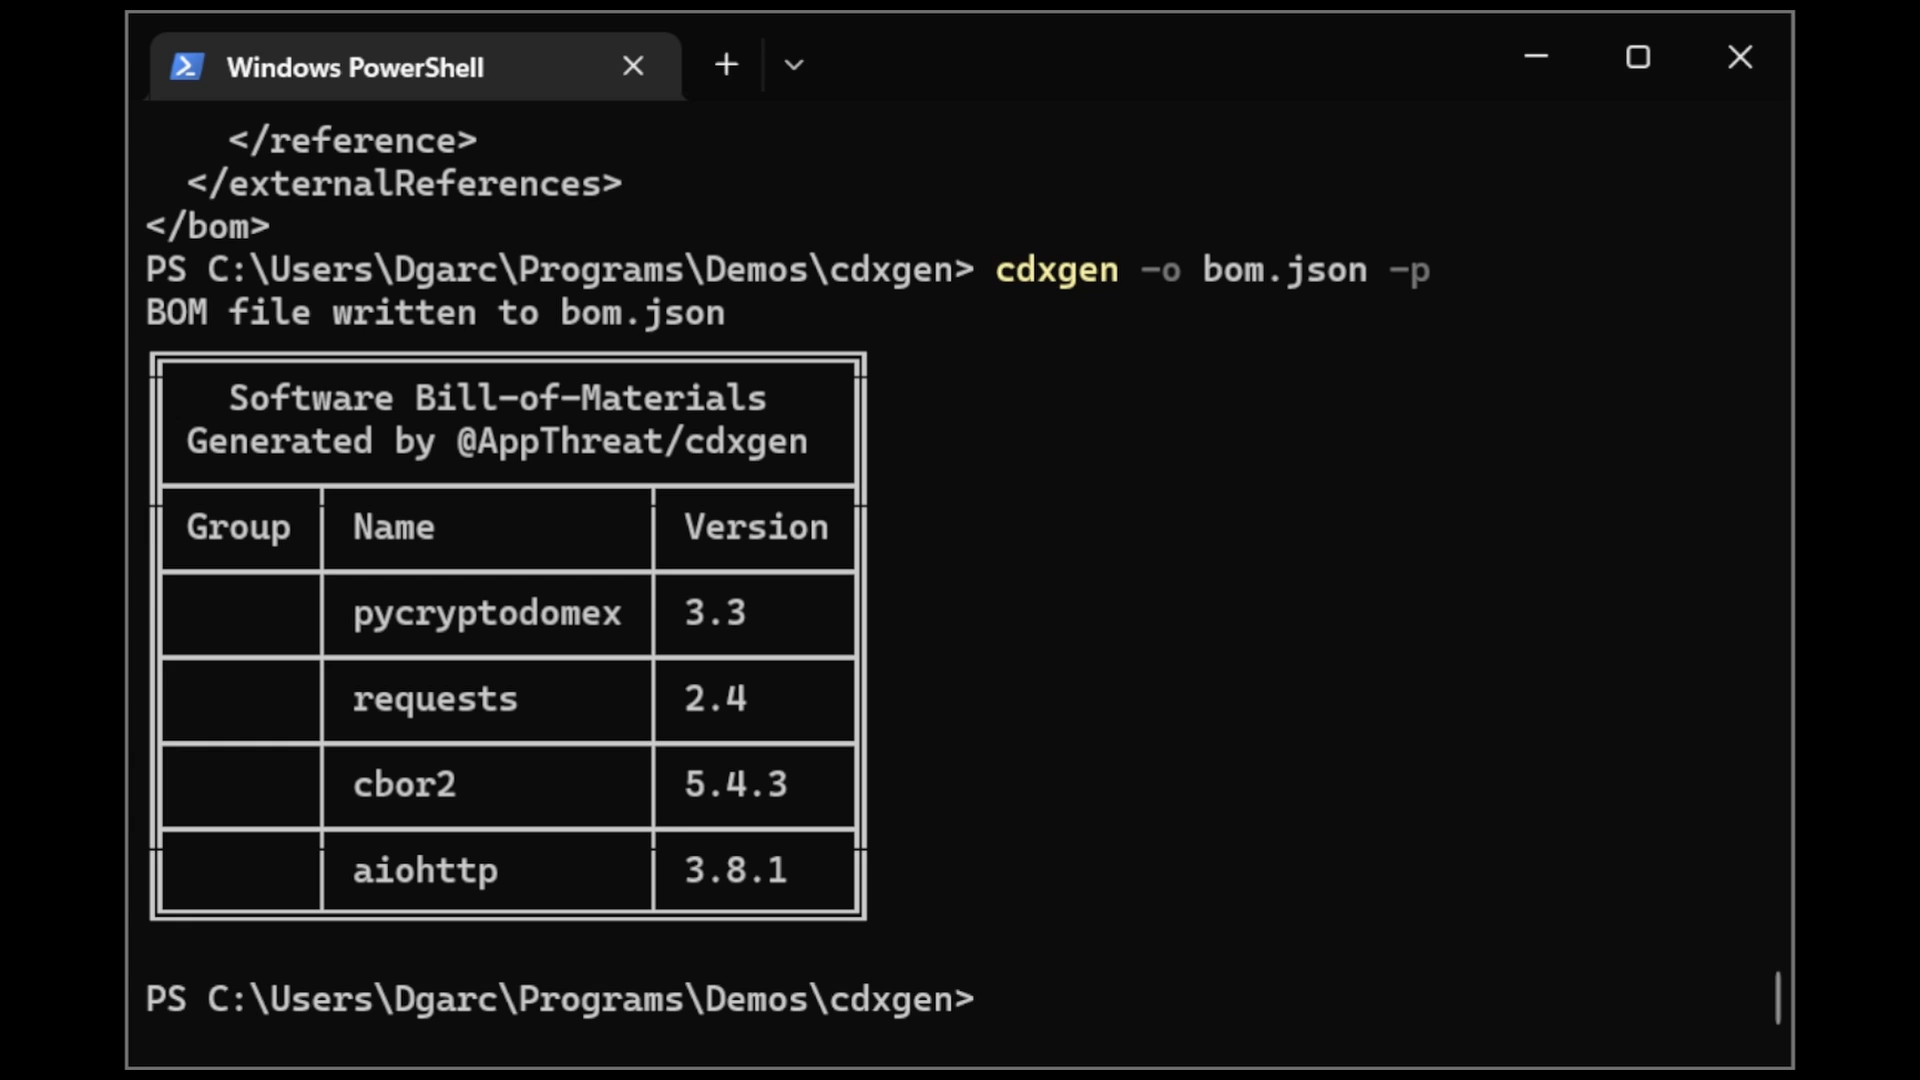 Windows PowerShell
    </reference>
  </externalReferences>
</bom>
PS C:\Users\Dgarc\Programs\Demos\cdxgen> cdxgen -o bom.json -p
BOM file written to bom.json
Software Bill-of-Materials
Generated by @AppThreat/cdxgen
Group Name Version
pycryptodomex 3.3
requests 2.4
cbor2 5.4.3
aiohttp 3.8.1
PS C:\Users\Dgarc\Programs\Demos\cdxgen>